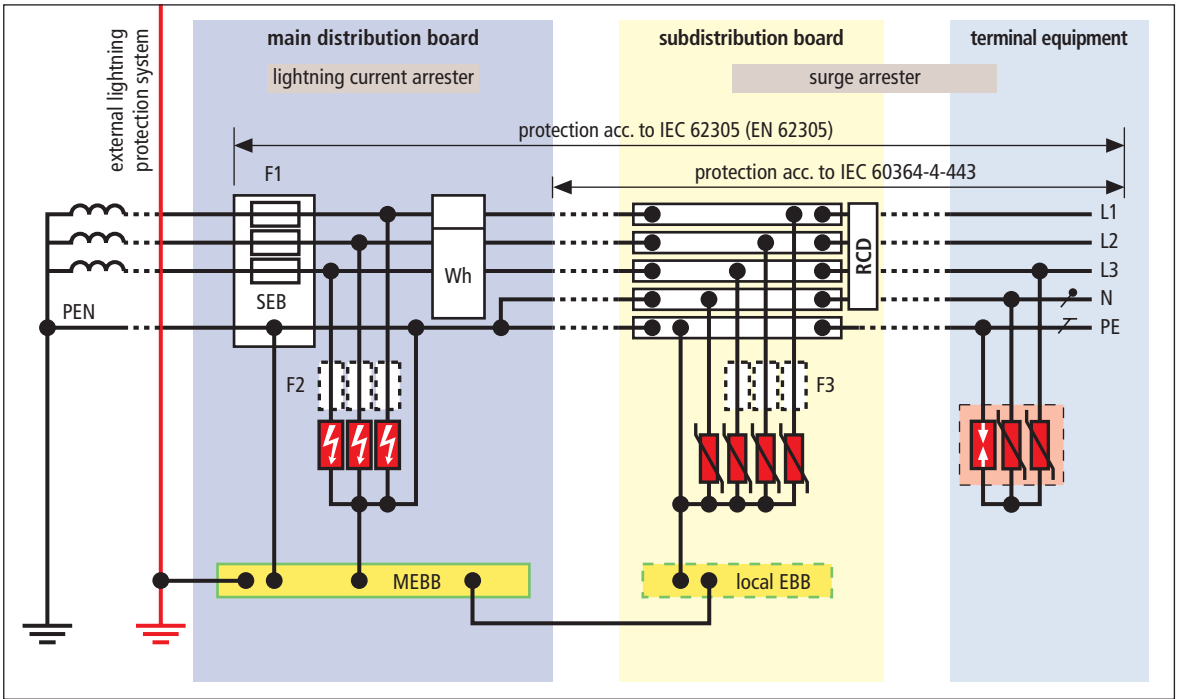 external lightning
protection system
main distribution board
subdistribution board
terminal equipment
lightning current arrester
surge arrester
protection acc. to IEC 62305 (EN 62305)
protection acc. to IEC 60364-4-443
F1
L1
L2
L3
N
PE
RCD
Wh
SEB
PEN
F2
F3
MEBB
local EBB